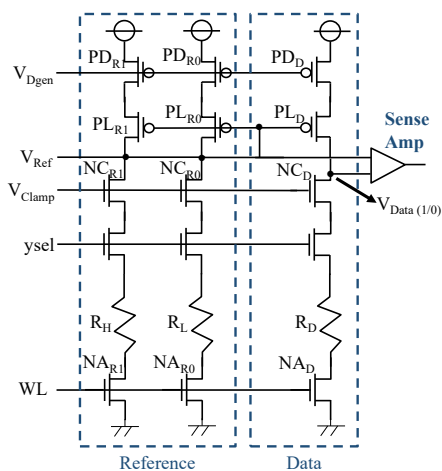 PD_R1 PD_R0 PD_D
V_Dgen
PL_R1 PL_R0 PL_D
Sense
Amp
V_Ref
NC_R1 NC_R0 NC_D
V_Clamp
V_Data (1/0)
ysel
R_H R_L R_D
NA_R1 NA_R0 NA_D
WL
Reference Data